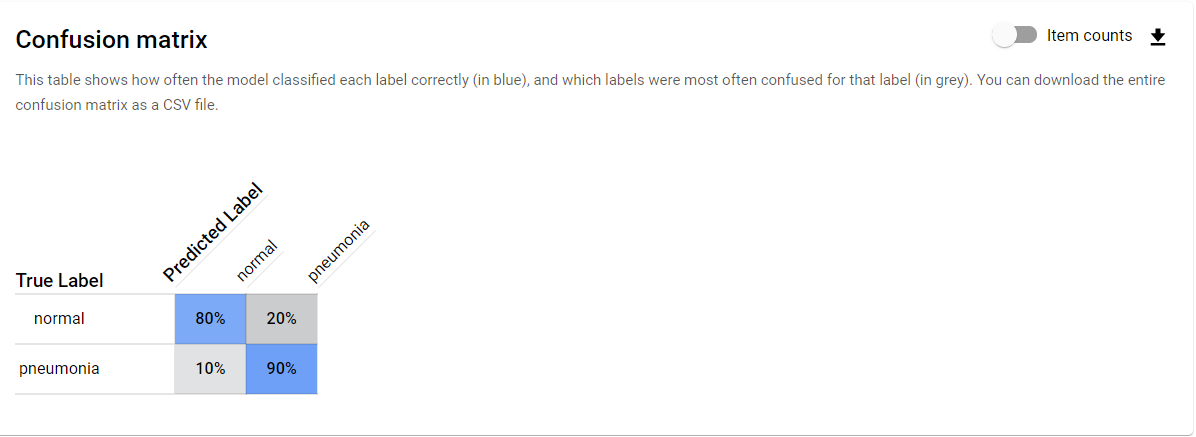 Confusion matrix
Item counts
This table shows how often the model classified each label correctly (in blue), and which labels were most often confused for that label (in grey). You can download the entire
confusion matrix as a CSV file.
True Label
Predicted Label
normal
pneumonia
normal 80% 20%
pneumonia 10% 90%